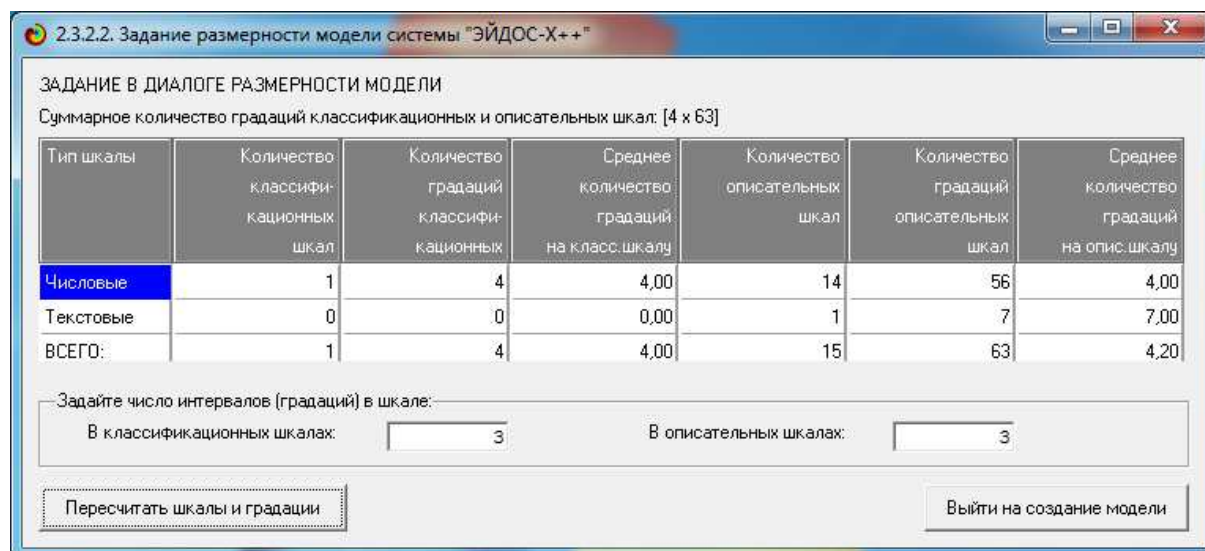 2.3.2.2. Задание размерности модели системы "ЭЙДОС-X++"
ЗАДАНИЕ В ДИАЛОГЕ РАЗМЕРНОСТИ МОДЕЛИ
Суммарное количество градаций классификационных и описательных шкал: [4 x 63]
Тип шкалы Количество Количество Среднее Количество Количество Среднее
классифи- градаций количество описательных градаций количество
кационных классифи- градаций шкал описательных градаций
шкал кационных на класс.шкалу шкал на опис.шкалу
Числовые 1 4 4,00 14 56 4,00
Текстовые 0 0 0,00 1 7 7,00
ВСЕГО: 1 4 4,00 15 63 4,20
Задайте число интервалов (градаций) в шкале:
В классификационных шкалах: 3 В описательных шкалах: 3
Пересчитать шкалы и градации Выйти на создание модели